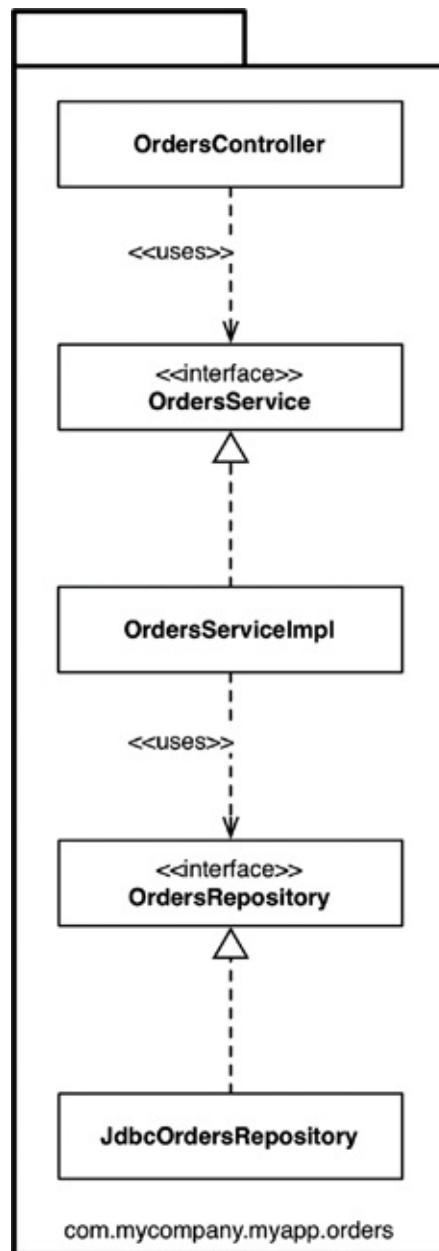 OrdersController
<<uses>>
<<interface>>
OrdersService
OrdersServiceImpl
<<uses>>
<<interface>>
OrdersRepository
JdbcOrdersRepository
com.mycompany.myapp.orders